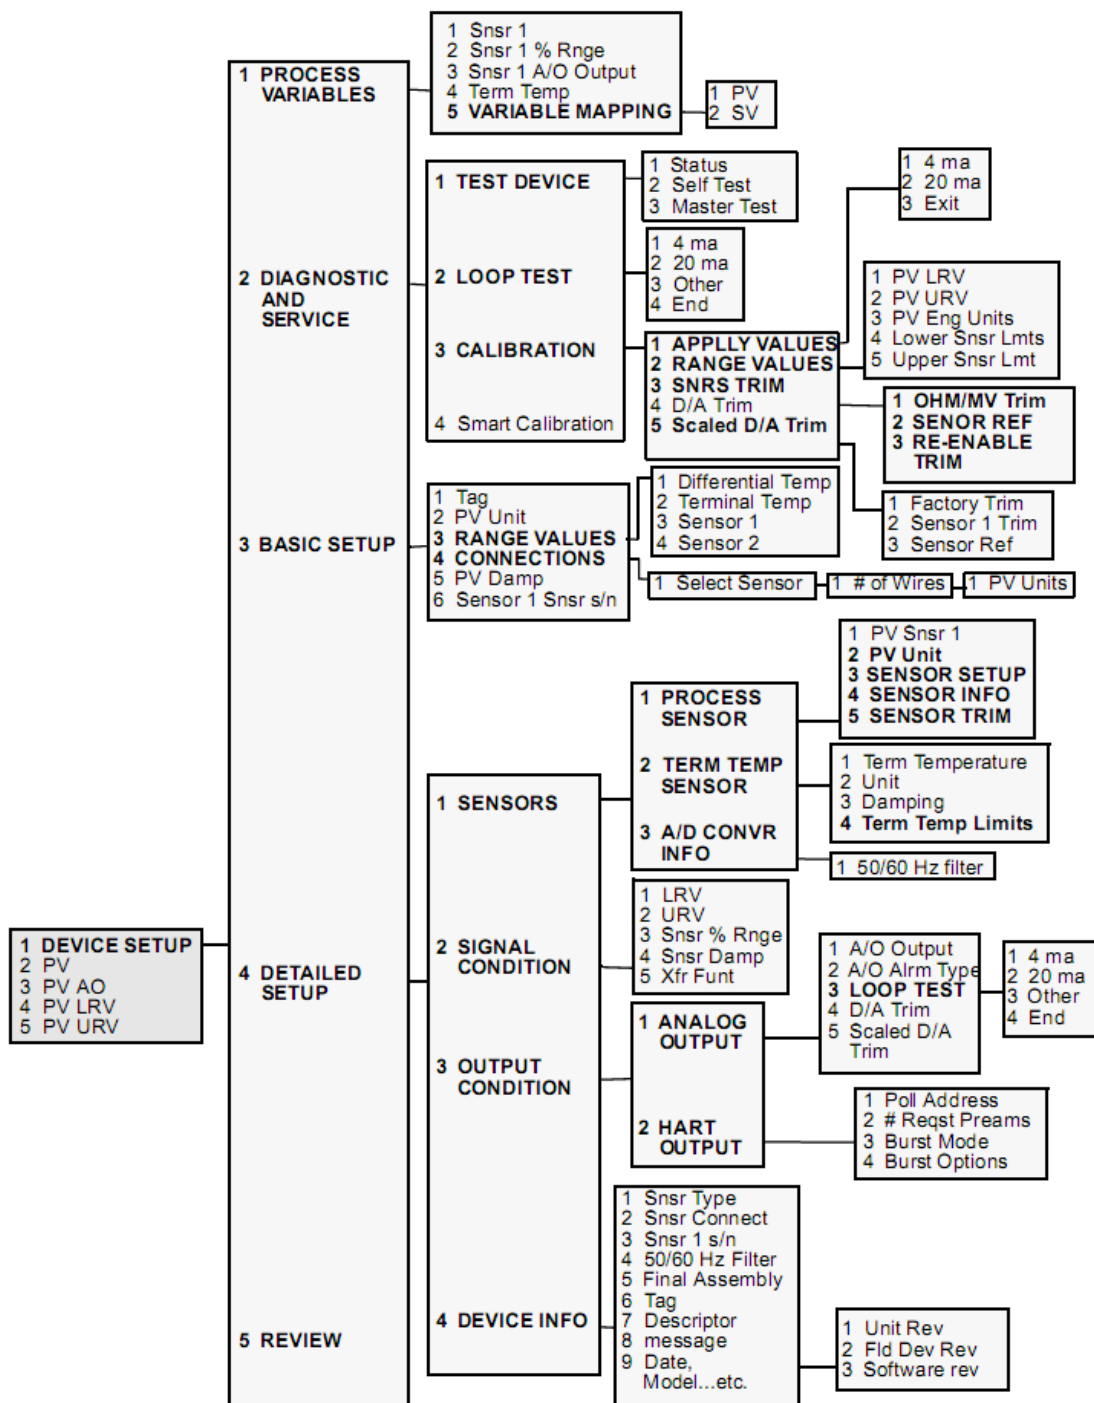 1 DEVICE SETUP
2 PV
3 PV AO
4 PV LRV
5 PV URV
1 PROCESS
VARIABLES
2 DIAGNOSTIC
AND
SERVICE
3 BASIC SETUP
4 DETAILED
SETUP
5 REVIEW
1 Snsr 1
2 Snsr 1 % Rnge
3 Snsr 1 A/O Output
4 Term Temp
5 VARIABLE MAPPING
1 PV
2 SV
1 TEST DEVICE
2 LOOP TEST
3 CALIBRATION
4 Smart Calibration
1 Status
2 Self Test
3 Master Test
1 4 ma
2 20 ma
3 Other
4 End
1 APPLLY VALUES
2 RANGE VALUES
3 SNRS TRIM
4 D/A Trim
5 Scaled D/A Trim
1 4 ma
2 20 ma
3 Exit
1 PV LRV
2 PV URV
3 PV Eng Units
4 Lower Snsr Lmts
5 Upper Snsr Lmt
1 OHM/MV Trim
2 SENOR REF
3 RE-ENABLE
TRIM
1 Factory Trim
2 Sensor 1 Trim
3 Sensor Ref
1 Tag
2 PV Unit
3 RANGE VALUES
4 CONNECTIONS
5 PV Damp
6 Sensor 1 Snsr s/n
1 Differential Temp
2 Terminal Temp
3 Sensor 1
4 Sensor 2
1 Select Sensor
1 # of Wires
1 PV Units
1 SENSORS
2 SIGNAL
CONDITION
3 OUTPUT
CONDITION
4 DEVICE INFO
1 PROCESS
SENSOR
2 TERM TEMP
SENSOR
3 A/D CONVR
INFO
1 PV Snsr 1
2 PV Unit
3 SENSOR SETUP
4 SENSOR INFO
5 SENSOR TRIM
1 Term Temperature
2 Unit
3 Damping
4 Term Temp Limits
1 50/60 Hz filter
1 LRV
2 URV
3 Snsr % Rnge
4 Snsr Damp
5 Xfr Funt
1 ANALOG
OUTPUT
2 HART
OUTPUT
1 A/O Output
2 A/O Alrm Type
3 LOOP TEST
4 D/A Trim
5 Scaled D/A
Trim
1 4 ma
2 20 ma
3 Other
4 End
1 Poll Address
2 # Reqst Preams
3 Burst Mode
4 Burst Options
1 Snsr Type
2 Snsr Connect
3 Snsr 1 s/n
4 50/60 Hz Filter
5 Final Assembly
6 Tag
7 Descriptor
8 message
9 Date,
Model...etc.
1 Unit Rev
2 Fld Dev Rev
3 Software rev